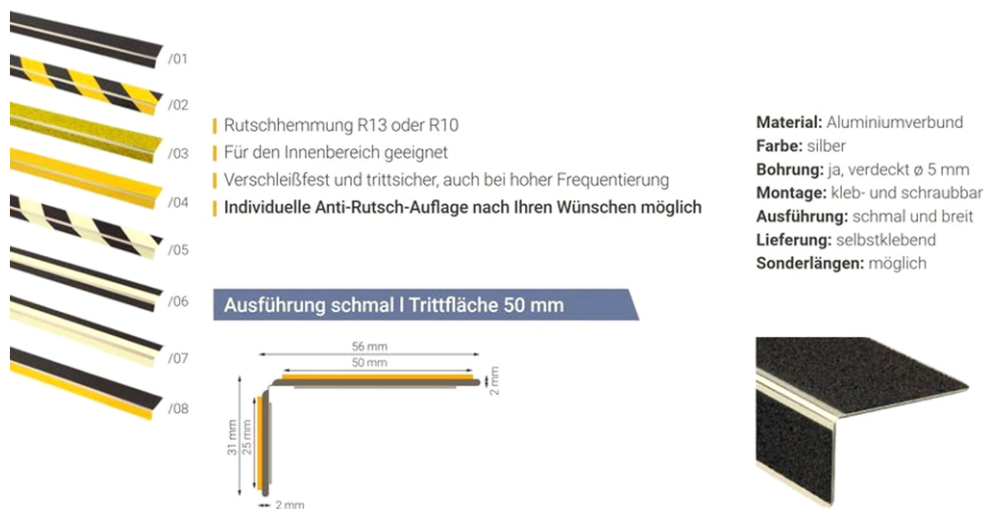 /01
/02
/03
/04
/05
/06
/07
/08
Rutschhemmung R13 oder R10
Für den Innenbereich geeignet
Verschleißfest und trittsicher, auch bei hoher Frequentierung
Individuelle Anti-Rutsch-Auflage nach Ihren Wünschen möglich
Material: Aluminiumverbund
Farbe: silber
Bohrung: ja, verdeckt ø 5 mm
Montage: kleb- und schraubbar
Ausführung: schmal und breit
Lieferung: selbstklebend
Sonderlängen: möglich
Ausführung schmal l Trittfläche 50 mm
56 mm
50 mm
2 mm
31 mm
25 mm
2 mm